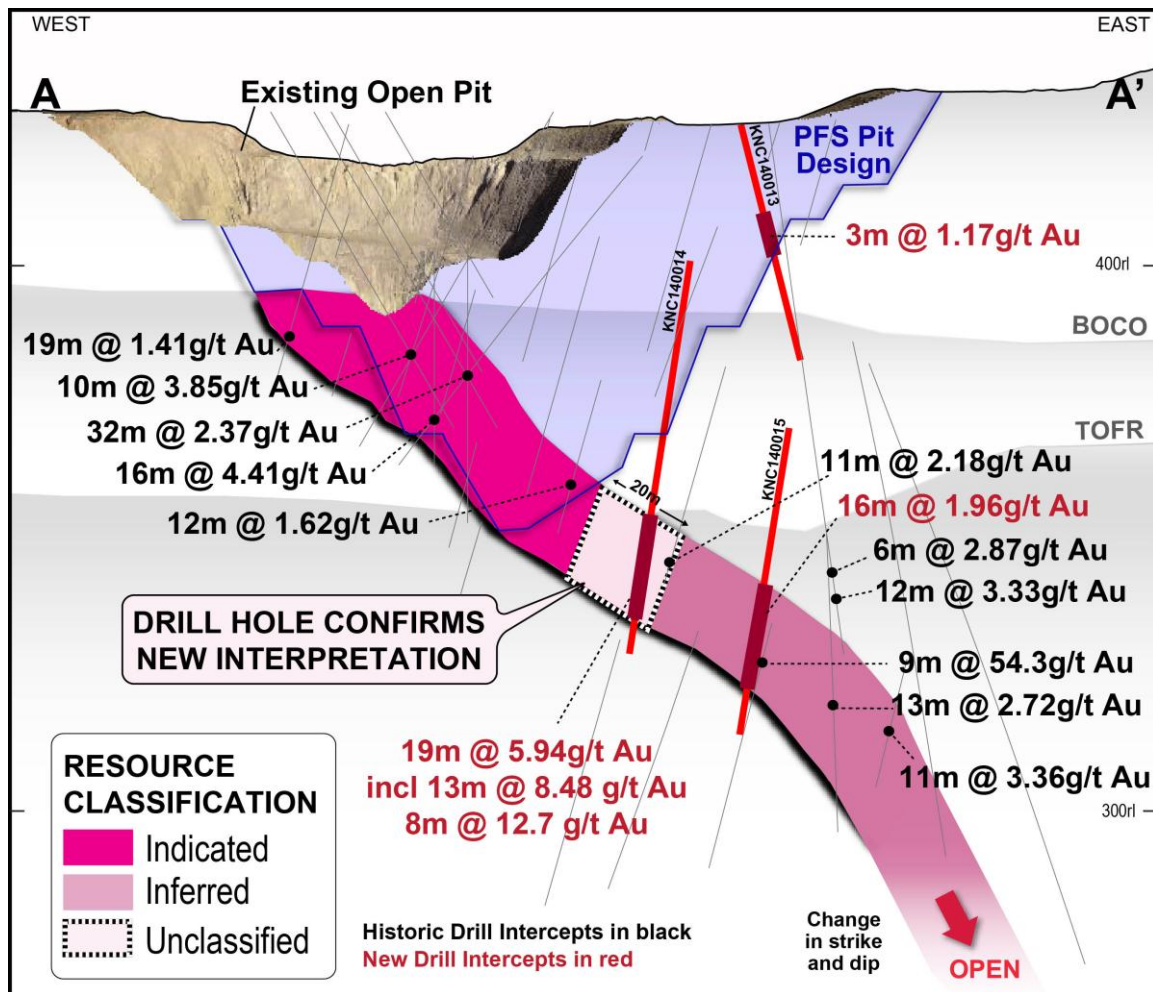 WEST
EAST
A
A’
Existing Open Pit
PFS Pit
Design
KNC140013
3m @ 1.17g/t Au
400rl
KNC140014
BOCO
19m @ 1.41g/t Au
10m @ 3.85g/t Au
32m @ 2.37g/t Au
16m @ 4.41g/t Au
12m @ 1.62g/t Au
TOFR
KNC140015
20m
11m @ 2.18g/t Au
16m @ 1.96g/t Au
6m @ 2.87g/t Au
12m @ 3.33g/t Au
9m @ 54.3g/t Au
13m @ 2.72g/t Au
11m @ 3.36g/t Au
DRILL HOLE CONFIRMS
NEW INTERPRETATION
19m @ 5.94g/t Au
incl 13m @ 8.48 g/t Au
8m @ 12.7 g/t Au
300rl
RESOURCE
CLASSIFICATION
Indicated
Inferred
Unclassified
Historic Drill Intercepts in black
New Drill Intercepts in red
Change
in strike
and dip
OPEN